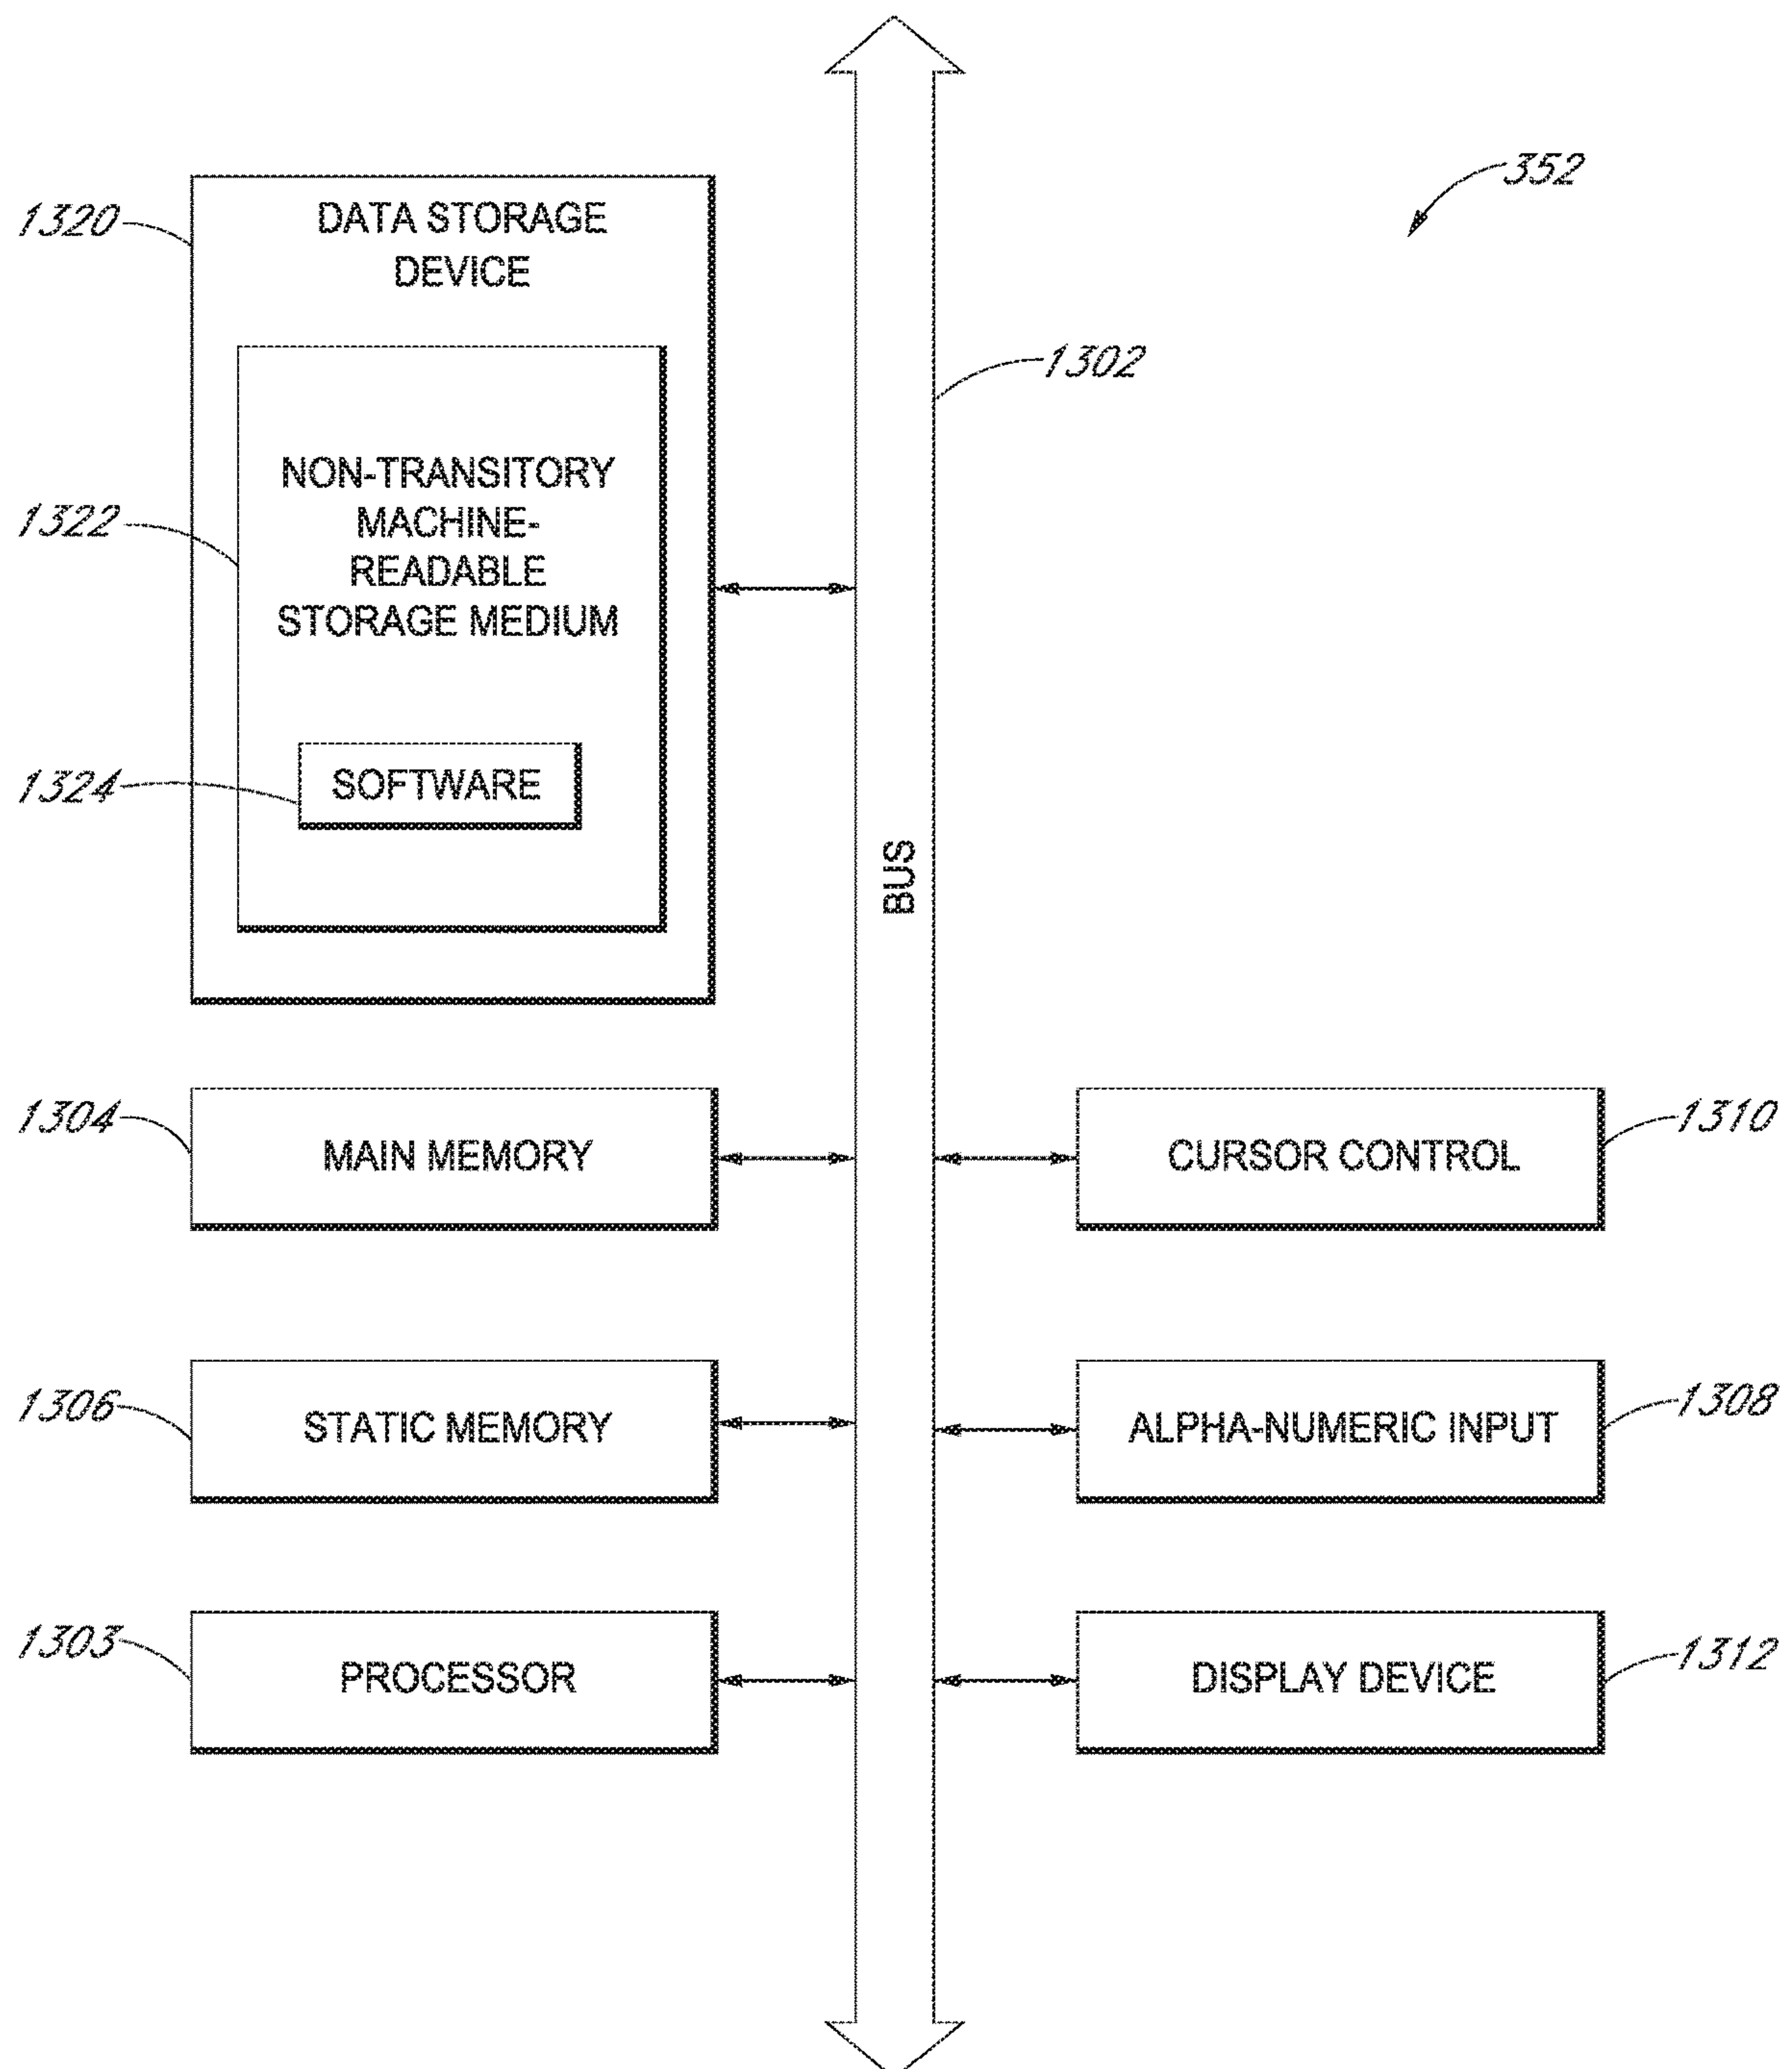 352
1320
DATA STORAGE
DEVICE
1302
1322
NON-TRANSITORY
MACHINE-
READABLE
STORAGE MEDIUM
1324
SOFTWARE
BUS
1304
MAIN MEMORY
CURSOR CONTROL
1310
1306
STATIC MEMORY
ALPHA-NUMERIC INPUT
1308
1303
PROCESSOR
DISPLAY DEVICE
1312